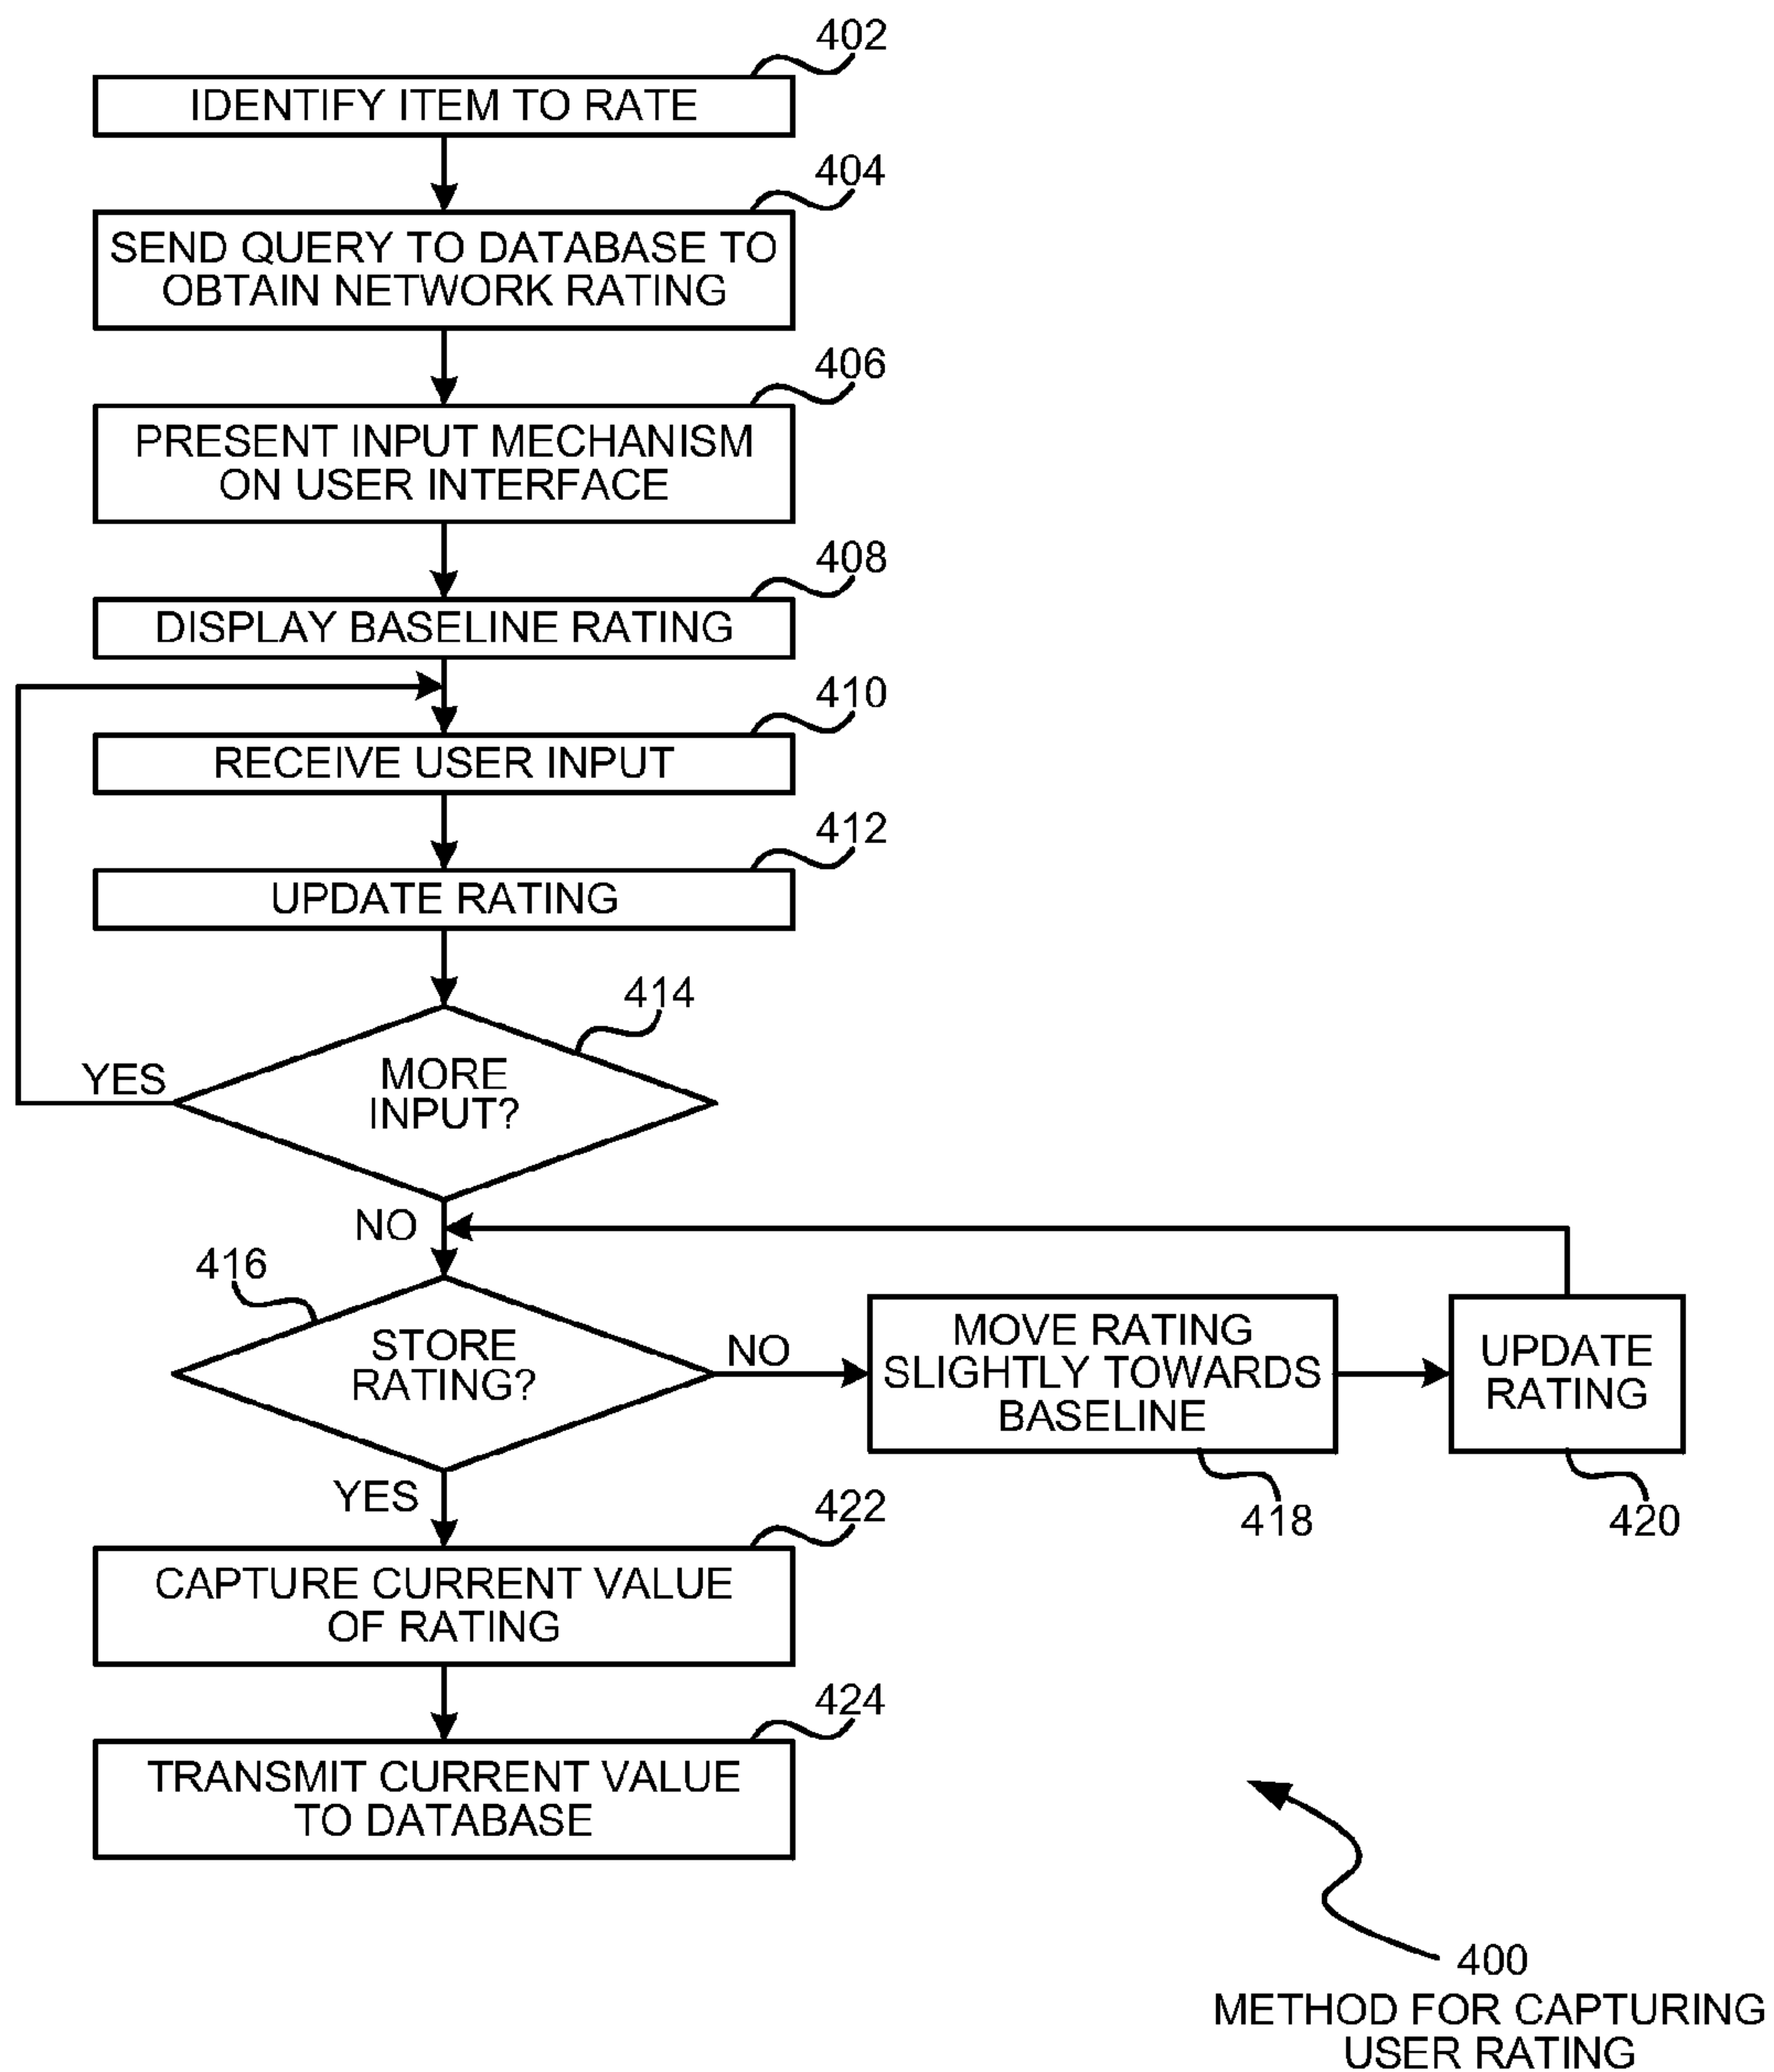 402
IDENTIFY ITEM TO RATE
404
SEND QUERY TO DATABASE TO
OBTAIN NETWORK RATING
406
PRESENT INPUT MECHANISM
ON USER INTERFACE
408
DISPLAY BASELINE RATING
410
RECEIVE USER INPUT
412
UPDATE RATING
414
MORE
INPUT?
YES
NO
416
STORE
RATING?
NO
MOVE RATING
SLIGHTLY TOWARDS
BASELINE
418
UPDATE
RATING
420
YES
422
CAPTURE CURRENT VALUE
OF RATING
424
TRANSMIT CURRENT VALUE
TO DATABASE
400
METHOD FOR CAPTURING
USER RATING